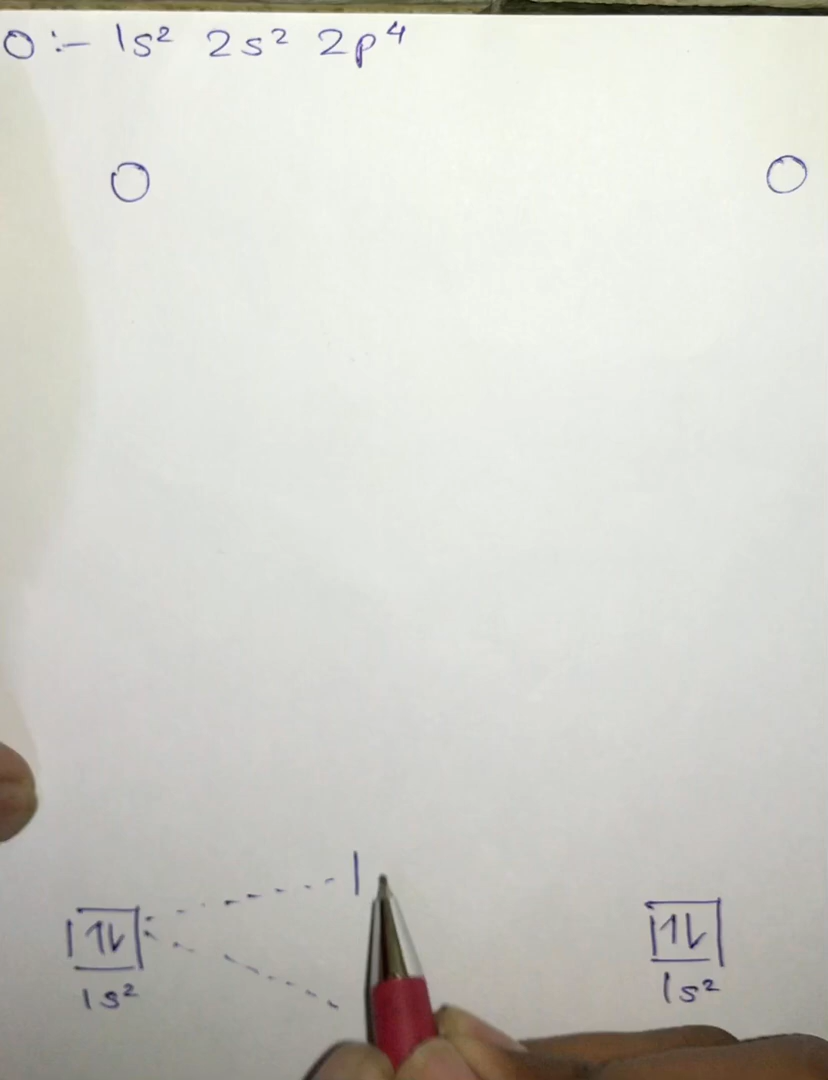 O :- 1s² 2s² 2p⁴
O O
1s² 1s²